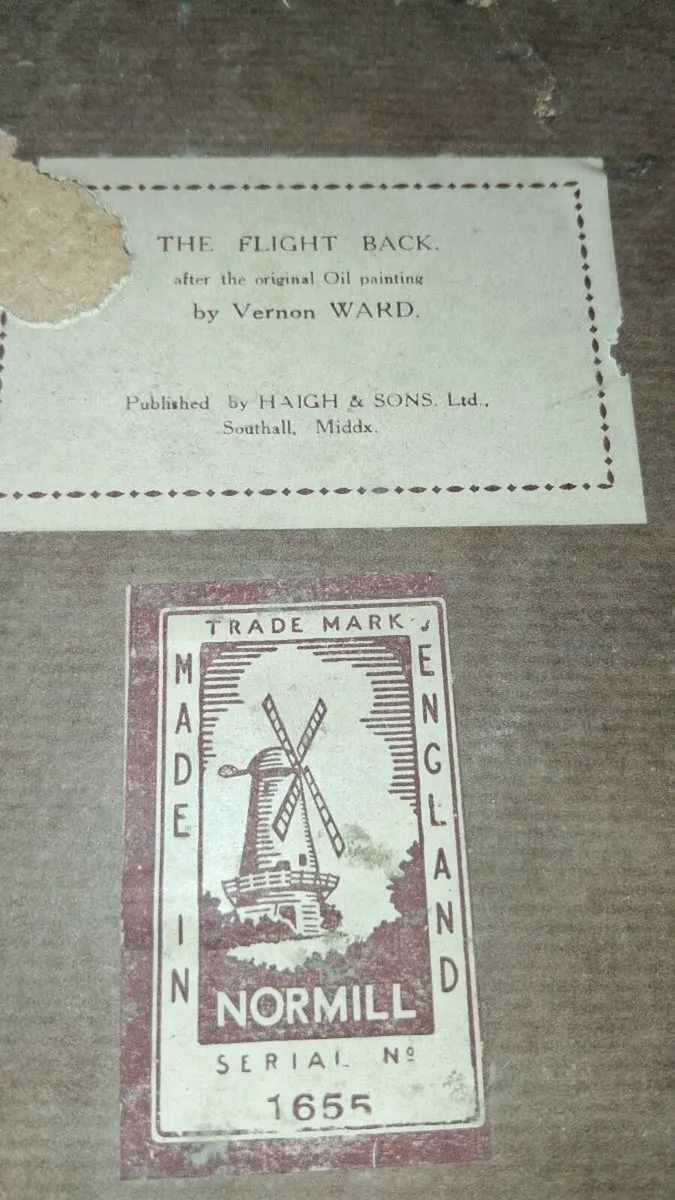 THE FLIGHT BACK.
after the original Oil painting
by Vernon WARD.
Published by HAIGH & SONS. Ltd.,
Southall, Middx.
TRADE MARK
MADE IN
ENGLAND
NORMILL
SERIAL Nº
1655